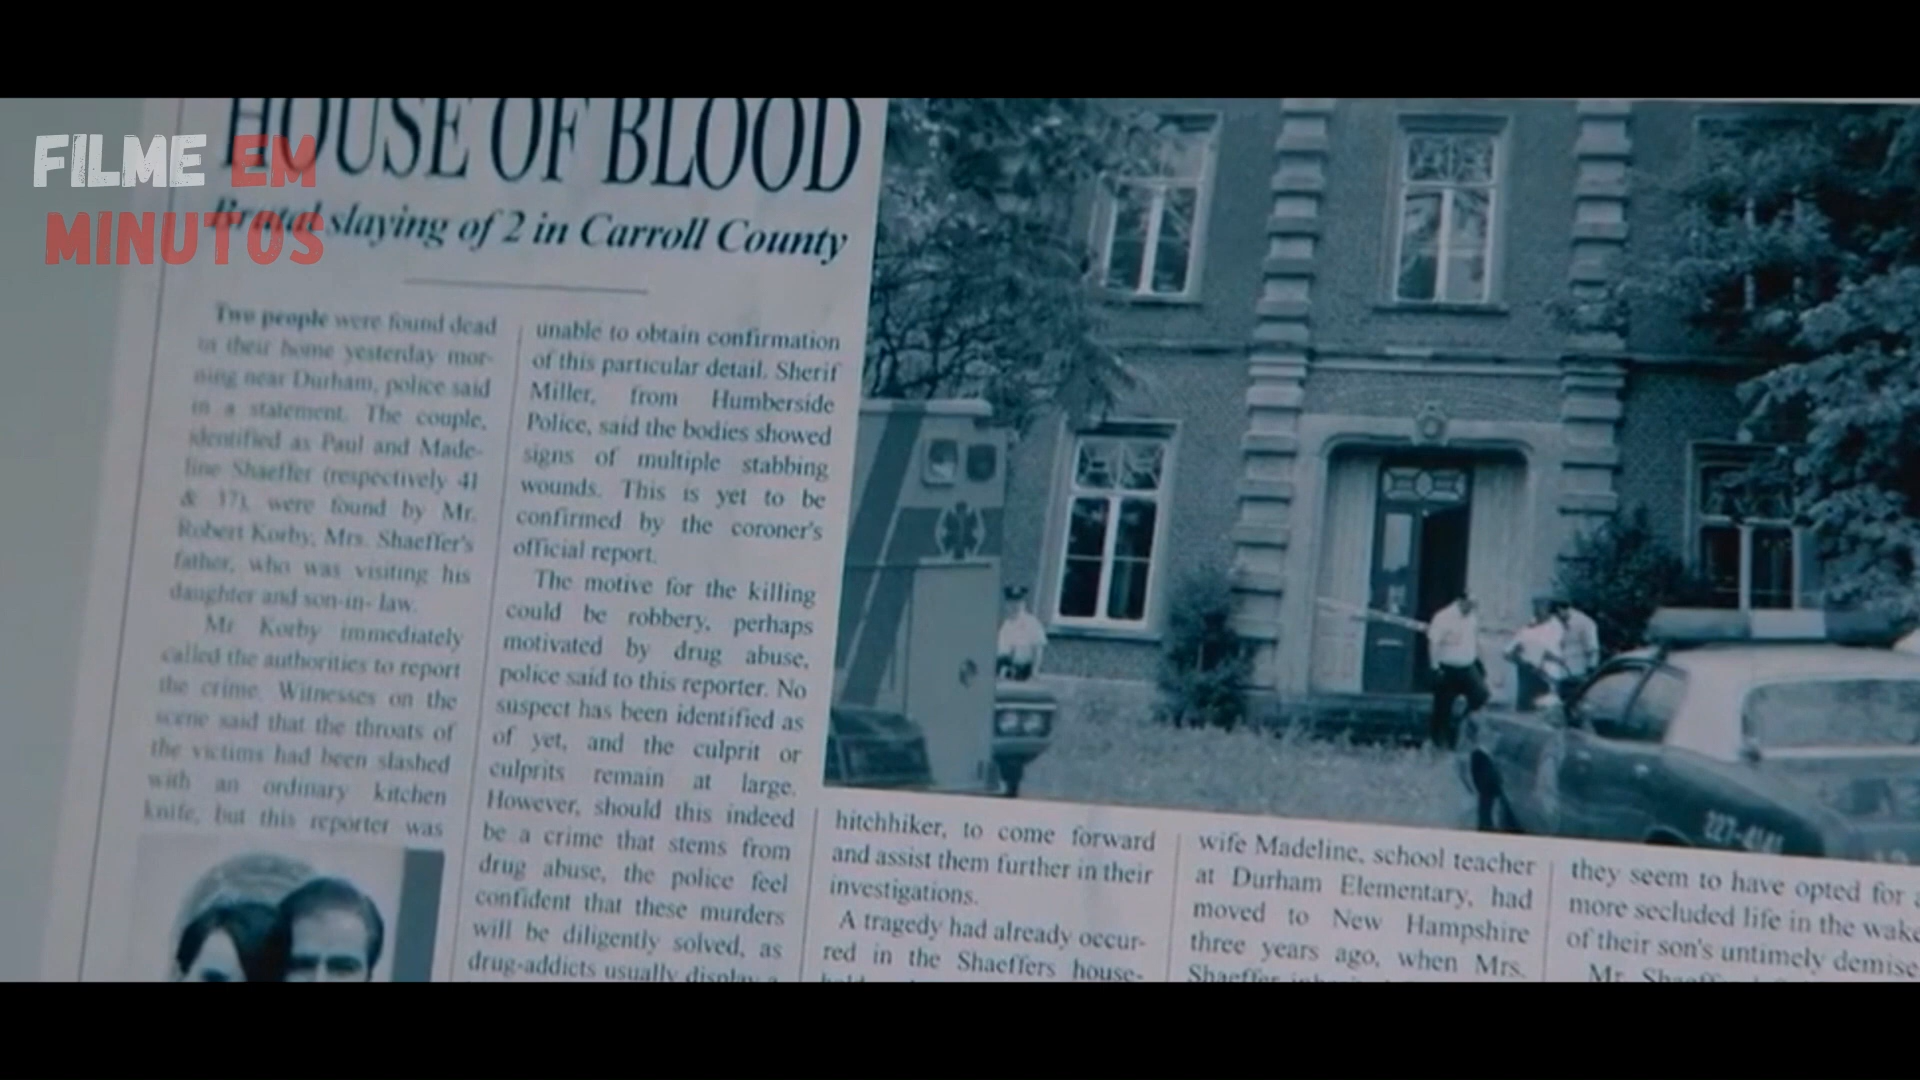 FILME EM
MINUTOS
HOUSE OF BLOOD
Brutal slaying of 2 in Carroll County
Two people were found dead
in their home yesterday mor-
ning near Durham, police said
in a statement. The couple,
identified as Paul and Made-
line Shaeffer (respectively 41
& 37), were found by Mr.
Robert Korby, Mrs. Shaeffer's
father, who was visiting his
daughter and son-in- law.
Mr. Korby immediately
called the authorities to report
the crime. Witnesses on the
scene said that the throats of
the victims had been slashed
with an ordinary kitchen
knife, but this reporter was
unable to obtain confirmation
of this particular detail. Sherif
Miller, from Humberside
Police, said the bodies showed
signs of multiple stabbing
wounds. This is yet to be
confirmed by the coroner's
official report.
The motive for the killing
could be robbery, perhaps
motivated by drug abuse,
police said to this reporter. No
suspect has been identified as
of yet, and the culprit or
culprits remain at large.
However, should this indeed
be a crime that stems from
drug abuse, the police feel
confident that these murders
will be diligently solved, as
drug-addicts usually display a
hitchhiker, to come forward
and assist them further in their
investigations.
A tragedy had already occur-
red in the Shaeffers house-
wife Madeline, school teacher
at Durham Elementary, had
moved to New Hampshire
three years ago, when Mrs.
Shaeffer
they seem to have opted for a
more secluded life in the wake
of their son's untimely demise
Mr.
227-4141